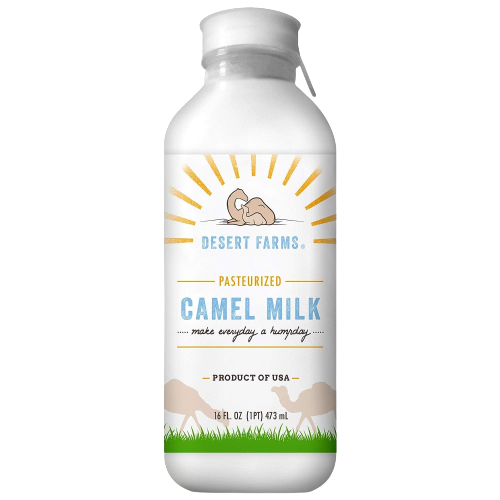 DESERT FARMS®
PASTEURIZED
CAMEL MILK
make everyday a humpday
PRODUCT OF USA
16 FL. OZ (1PT) 473 mL